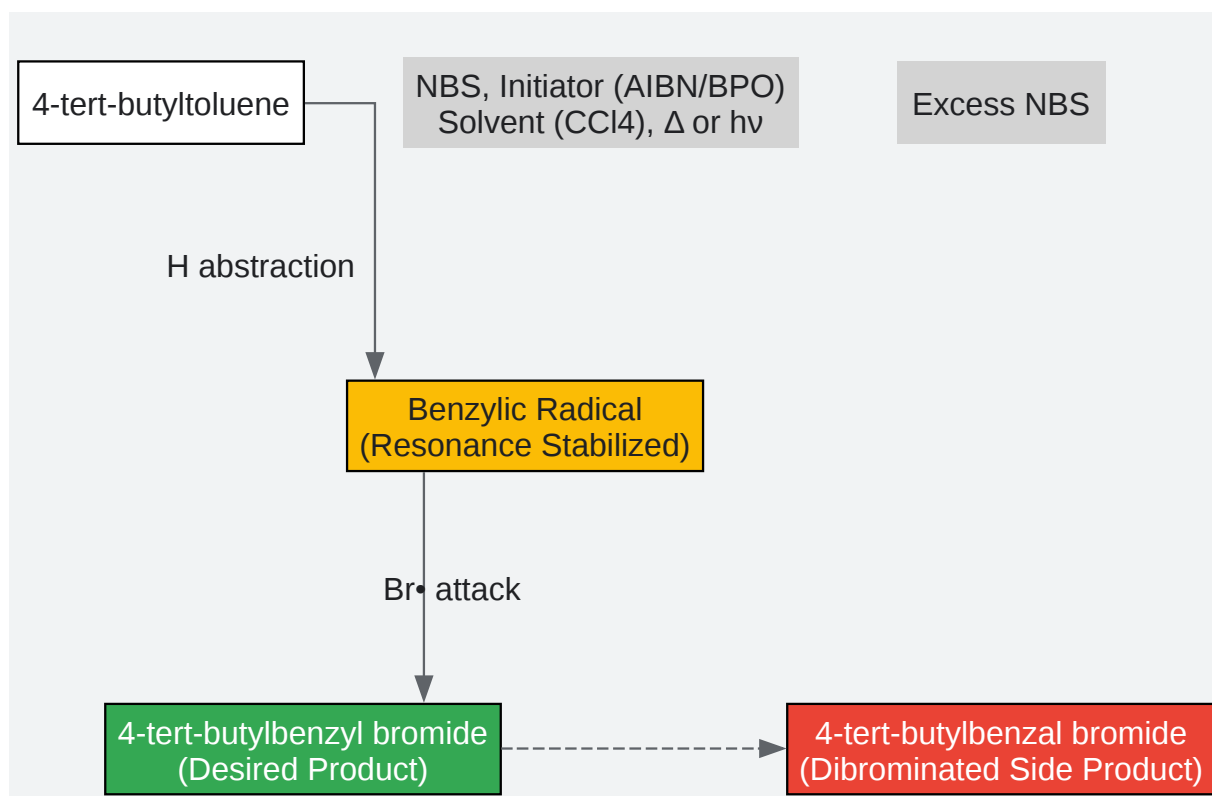 4-tert-butyltoluene
NBS, Initiator (AIBN/BPO)
Solvent (CCl4), Δ or hν
Excess NBS
H abstraction
Benzylic Radical
(Resonance Stabilized)
Br• attack
4-tert-butylbenzyl bromide
(Desired Product)
4-tert-butylbenzal bromide
(Dibrominated Side Product)